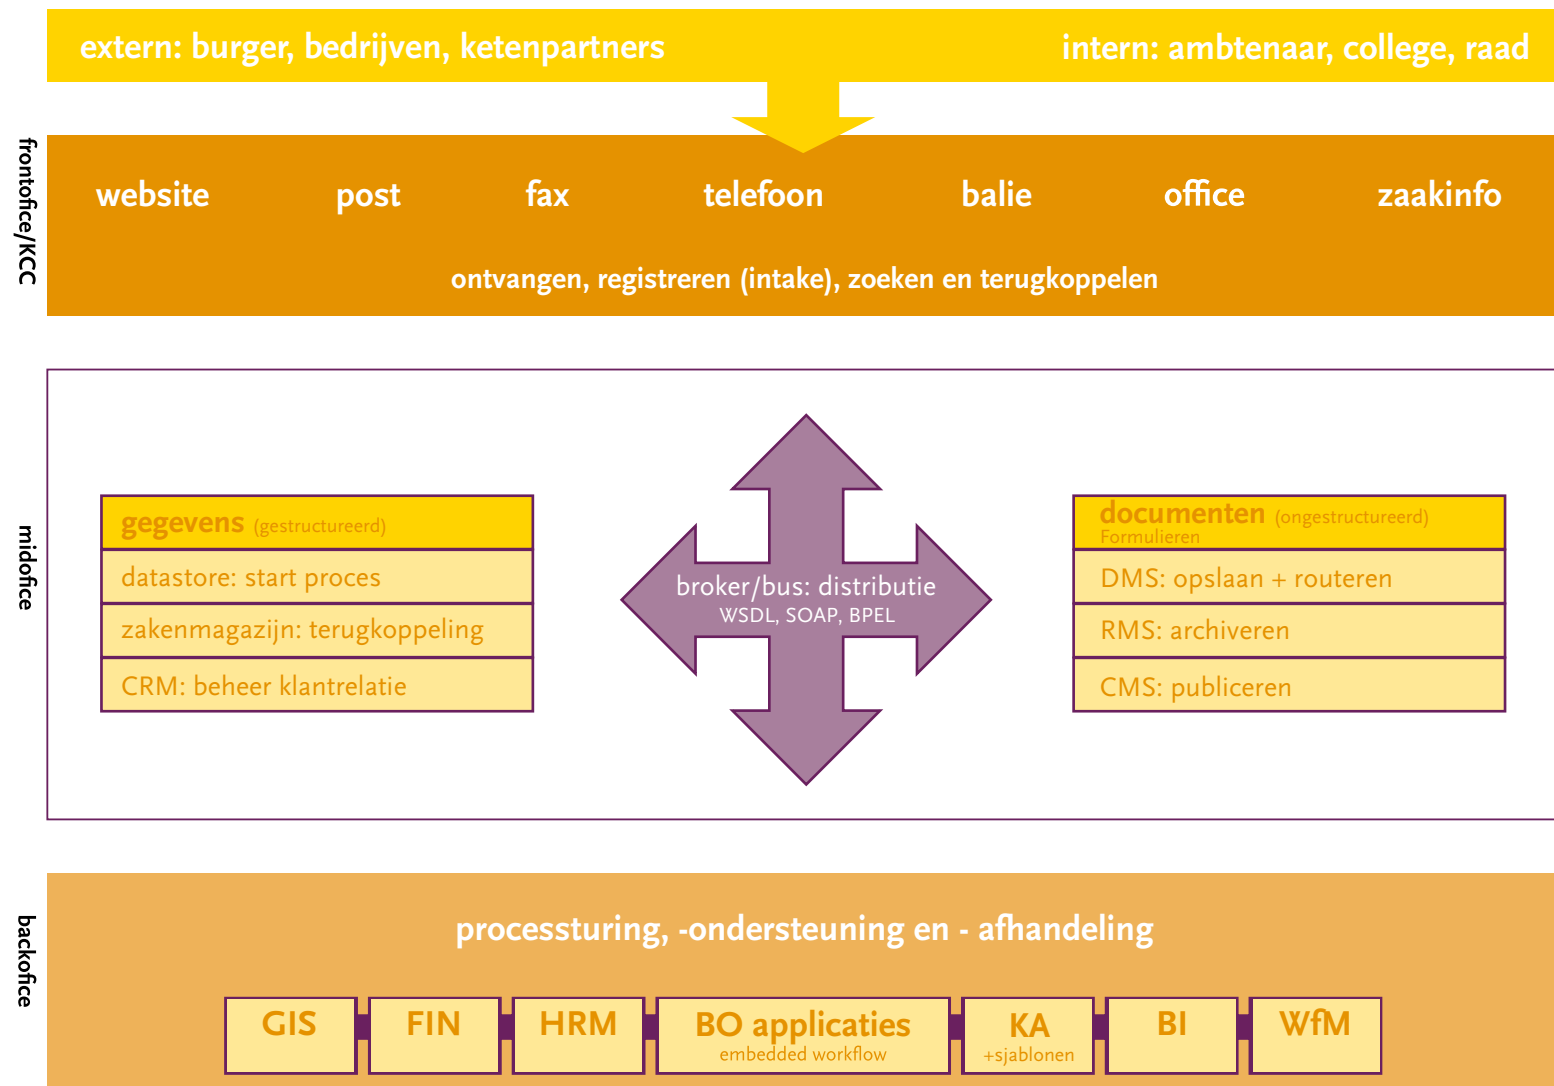 extern: burger, bedrijven, ketenpartners
intern: ambtenaar, college, raad
frontofice/KCC
website
post
fax
telefoon
balie
office
zaakinfo
ontvangen, registreren (intake), zoeken en terugkoppelen
midofice
gegevens (gestructureerd)
datastore: start proces
zakenmagazijn: terugkoppeling
CRM: beheer klantrelatie
broker/bus: distributie
WSDL, SOAP, BPEL
documenten (ongestructureerd)
Formulieren
DMS: opslaan + routeren
RMS: archiveren
CMS: publiceren
backofice
processturing, -ondersteuning en - afhandeling
GIS
FIN
HRM
BO applicaties
embedded workflow
KA
+sjablonen
BI
WfM